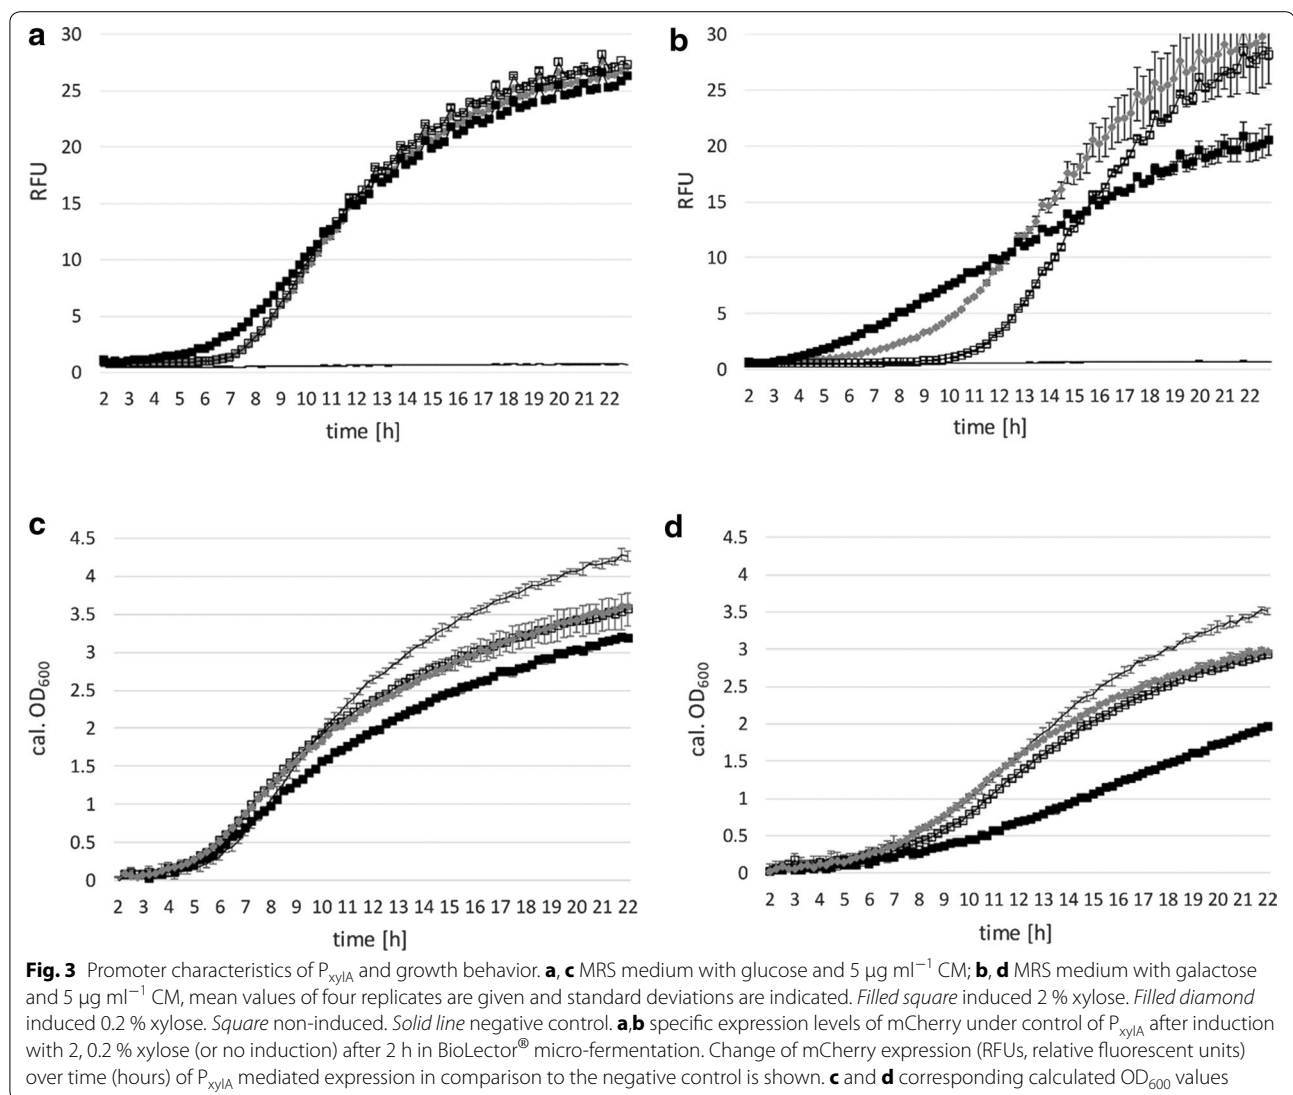 a
30
25
20
15
10
5
0
RFU
2 3 4 5 6 7 8 9 10 11 12 13 14 15 16 17 18 19 20 21 22
time [h]
b
30
25
20
15
10
5
0
RFU
2 3 4 5 6 7 8 9 10 11 12 13 14 15 16 17 18 19 20 21 22
time [h]
c
4.5
4
3.5
3
2.5
2
1.5
1
0.5
0
cal. OD600
2 3 4 5 6 7 8 9 10 11 12 13 14 15 16 17 18 19 20 21 22
time [h]
d
4.5
4
3.5
3
2.5
2
1.5
1
0.5
0
cal. OD600
2 3 4 5 6 7 8 9 10 11 12 13 14 15 16 17 18 19 20 21 22
time [h]
Fig. 3 Promoter characteristics of PxylA and growth behavior. a, c MRS medium with glucose and 5 µg ml−1 CM; b, d MRS medium with galactose
and 5 µg ml−1 CM, mean values of four replicates are given and standard deviations are indicated. Filled square induced 2 % xylose. Filled diamond
induced 0.2 % xylose. Square non-induced. Solid line negative control. a,b specific expression levels of mCherry under control of PxylA after induction
with 2, 0.2 % xylose (or no induction) after 2 h in BioLector® micro-fermentation. Change of mCherry expression (RFUs, relative fluorescent units)
over time (hours) of PxylA mediated expression in comparison to the negative control is shown. c and d corresponding calculated OD600 values